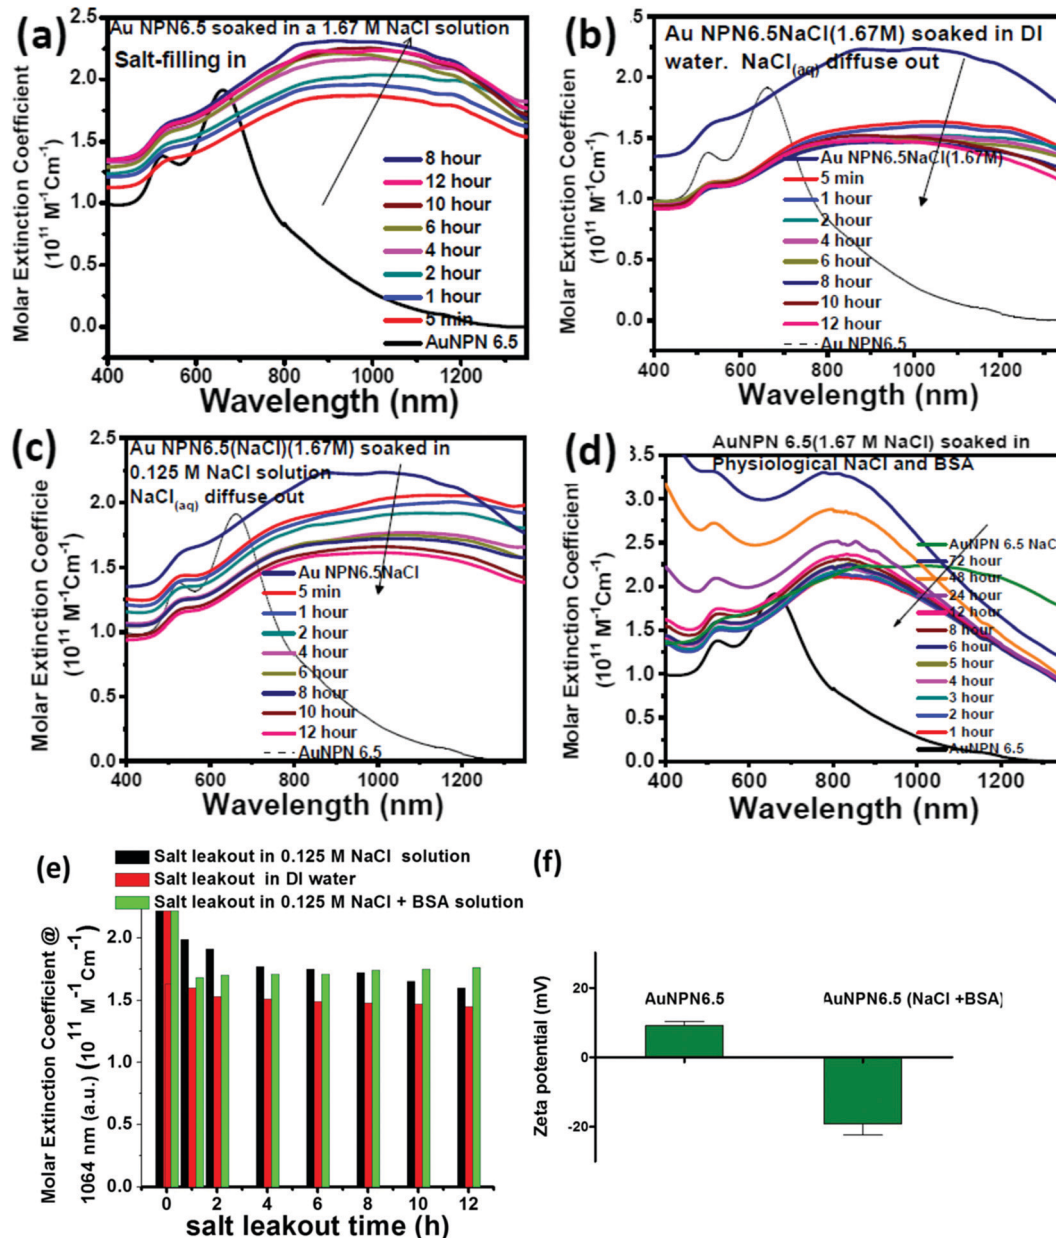 (a)
Au NPN6.5 soaked in a 1.67 M NaCl solution
Salt-filling in
Molar Extinction Coefficient
(10¹¹ M⁻¹Cm⁻¹)
2.5
2.0
1.5
1.0
0.5
0.0
8 hour
12 hour
10 hour
6 hour
4 hour
2 hour
1 hour
5 min
AuNPN 6.5
400 600 800 1000 1200
Wavelength (nm)
(b)
Au NPN6.5NaCl(1.67M) soaked in DI
water. NaCl(aq) diffuse out
Molar Extinction Coefficient
(10¹¹ M⁻¹Cm⁻¹)
2.5
2.0
1.5
1.0
0.5
0.0
Au NPN6.5NaCl(1.67M)
5 min
1 hour
2 hour
4 hour
6 hour
8 hour
10 hour
12 hour
Au NPN6.5
400 600 800 1000 1200
Wavelength (nm)
(c)
Au NPN6.5(NaCl)(1.67M) soaked in
0.125 M NaCl solution
NaCl(aq) diffuse out
Molar Extinction Coefficie
(10¹¹ M⁻¹Cm⁻¹)
2.5
2.0
1.5
1.0
0.5
0.0
Au NPN6.5NaCl
5 min
1 hour
2 hour
4 hour
6 hour
8 hour
10 hour
12 hour
AuNPN 6.5
400 600 800 1000 1200
Wavelength (nm)
(d)
AuNPN 6.5(1.67 M NaCl) soaked in
Physiological NaCl and BSA
Molar Extinction Coefficient
(10¹¹ M⁻¹Cm⁻¹)
3.5
3.0
2.5
2.0
1.5
1.0
0.5
0.0
AuNPN 6.5 NaC
72 hour
48 hour
24 hour
12 hour
8 hour
6 hour
5 hour
4 hour
3 hour
2 hour
1 hour
AuNPN 6.5
400 600 800 1000 1200
Wavelength (nm)
(e)
Salt leakout in 0.125 M NaCl solution
Salt leakout in DI water
Salt leakout in 0.125 M NaCl + BSA solution
Molar Extinction Coefficient @
1064 nm (a.u.) (10¹¹ M⁻¹Cm⁻¹)
2.0
1.5
1.0
0.5
0.0
0 2 4 6 8 10 12
salt leakout time (h)
(f)
Zeta potential (mV)
20
0
-20
AuNPN6.5
AuNPN6.5 (NaCl +BSA)